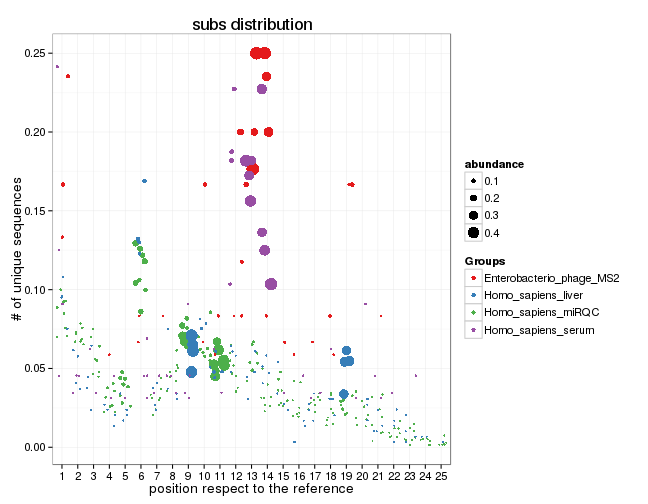 subs distribution
# of unique sequences
0.25
0.20
0.15
0.10
0.05
0.00
1 2 3 4 5 6 7 8 9 10 11 12 13 14 15 16 17 18 19 20 21 22 23 24 25
position respect to the reference
abundance
0.1
0.2
0.3
0.4
Groups
Enterobacterio_phage_MS2
Homo_sapiens_liver
Homo_sapiens_miRQC
Homo_sapiens_serum